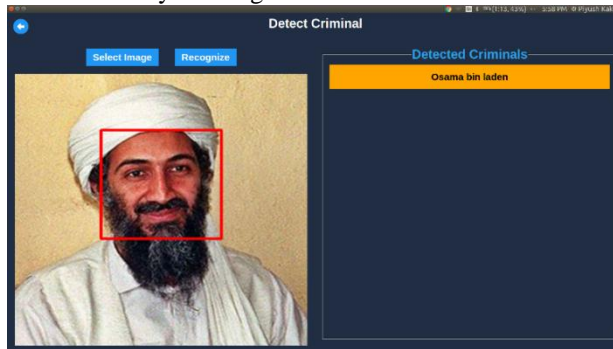 Detect Criminal
Select Image
Recognize
Detected Criminals
Osama bin laden